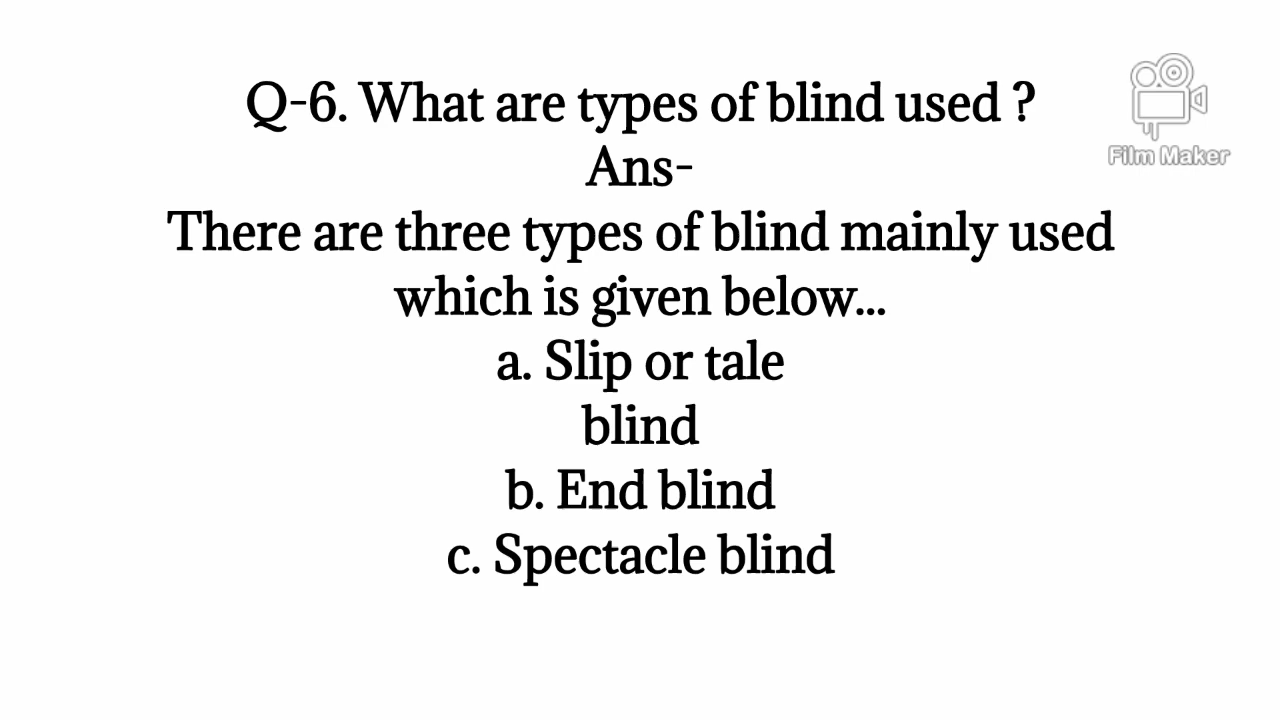 Q-6. What are types of blind used ?
Film Maker
Ans-
There are three types of blind mainly used
which is given below...
a. Slip or tale
blind
b. End blind
c. Spectacle blind